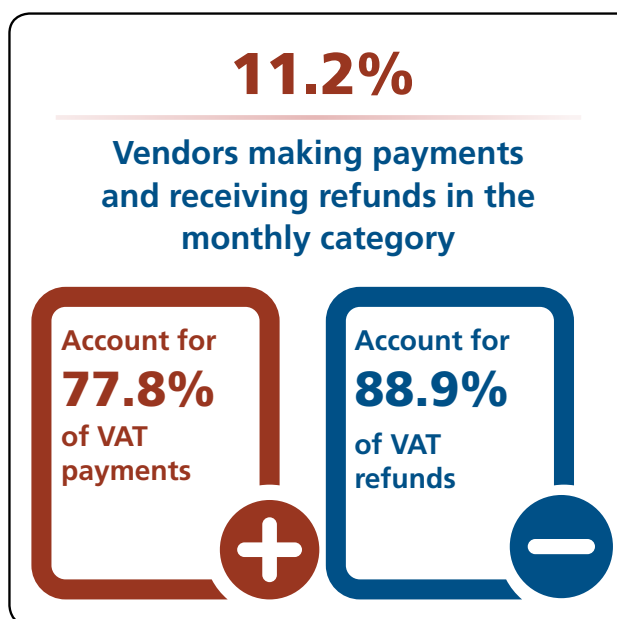 11.2%
Vendors making payments
and receiving refunds in the
monthly category
Account for
77.8%
of VAT
payments
Account for
88.9%
of VAT
refunds